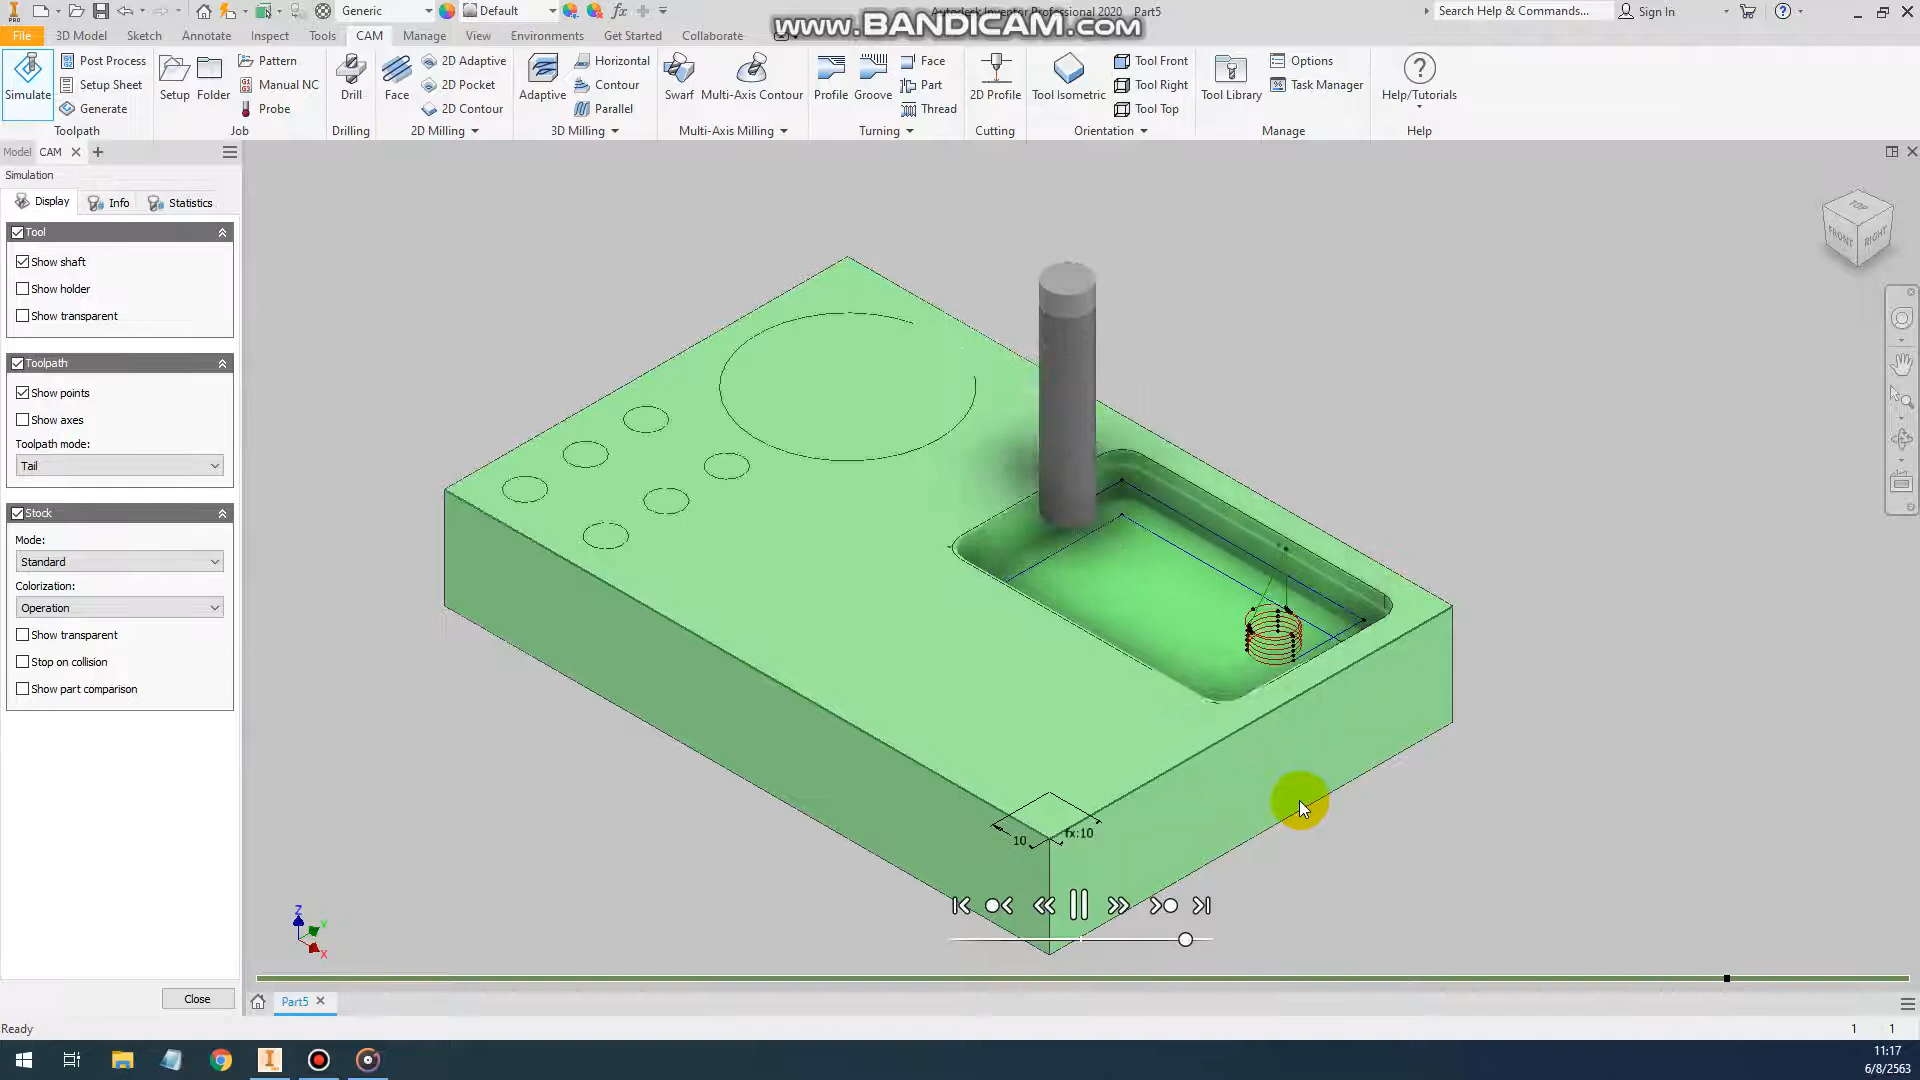 Generic
Default
Autodesk Inventor Professional 2020 Part5
www.BANDICAM.com
Search Help & Commands...
Sign In
File 3D Model Sketch Annotate Inspect Tools CAM Manage View Environments Get Started Collaborate
Simulate
Post Process
Setup Sheet
Generate
Toolpath
Setup
Folder
Pattern
Manual NC
Probe
Job
Drill
Drilling
Face
2D Adaptive
2D Pocket
2D Contour
2D Milling
Adaptive
Horizontal
Contour
Parallel
3D Milling
Swarf
Multi-Axis Contour
Multi-Axis Milling
Profile
Groove
Face
Part
Thread
Turning
2D Profile
Cutting
Tool Isometric
Tool Front
Tool Right
Tool Top
Orientation
Tool Library
Options
Task Manager
Manage
Help/Tutorials
Help
Model CAM
Simulation
Display Info Statistics
Tool
Show shaft
Show holder
Show transparent
Toolpath
Show points
Show axes
Toolpath mode:
Tail
Stock
Mode:
Standard
Colorization:
Operation
Show transparent
Stop on collision
Show part comparison
Close
TOP
FRONT
RIGHT
10
fx:10
Z
Y
X
Part5
Ready
1 1
11:17
6/8/2563